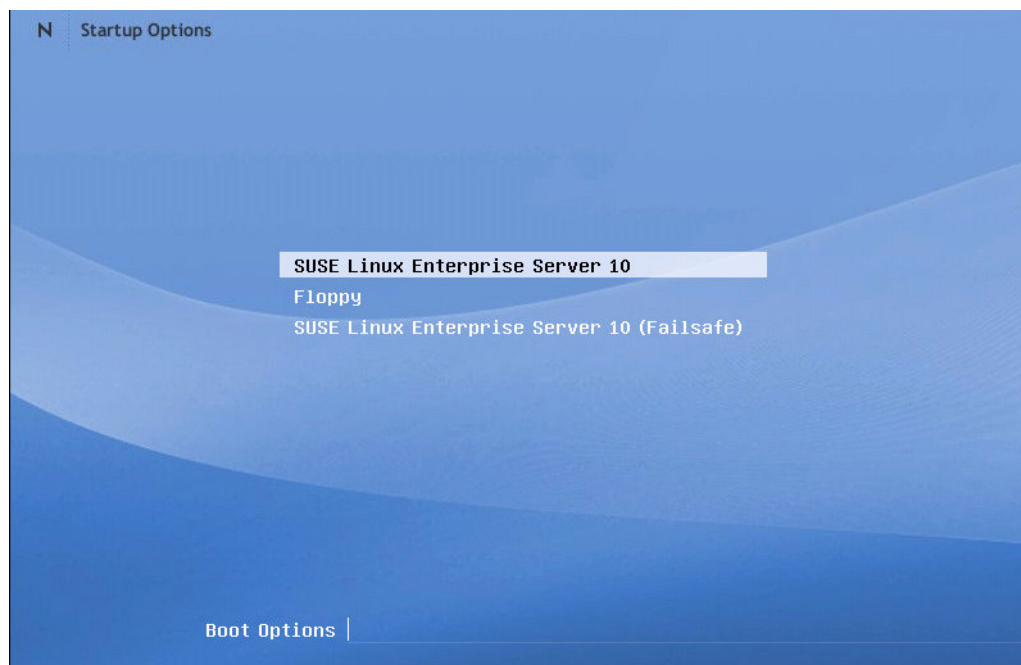 N Startup Options
SUSE Linux Enterprise Server 10
Floppy
SUSE Linux Enterprise Server 10 (Failsafe)
Boot Options